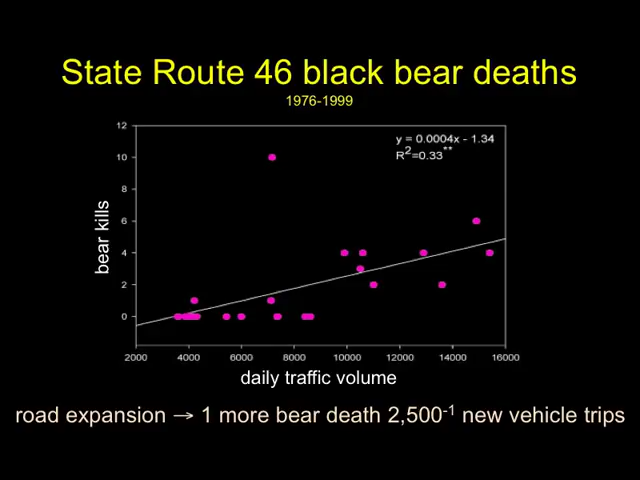 State Route 46 black bear deaths
1976-1999
y = 0.0004x - 1.34
R²=0.33**
12
10
8
6
4
2
0
bear kills
2000 4000 6000 8000 10000 12000 14000 16000
daily traffic volume
road expansion → 1 more bear death 2,500⁻¹ new vehicle trips